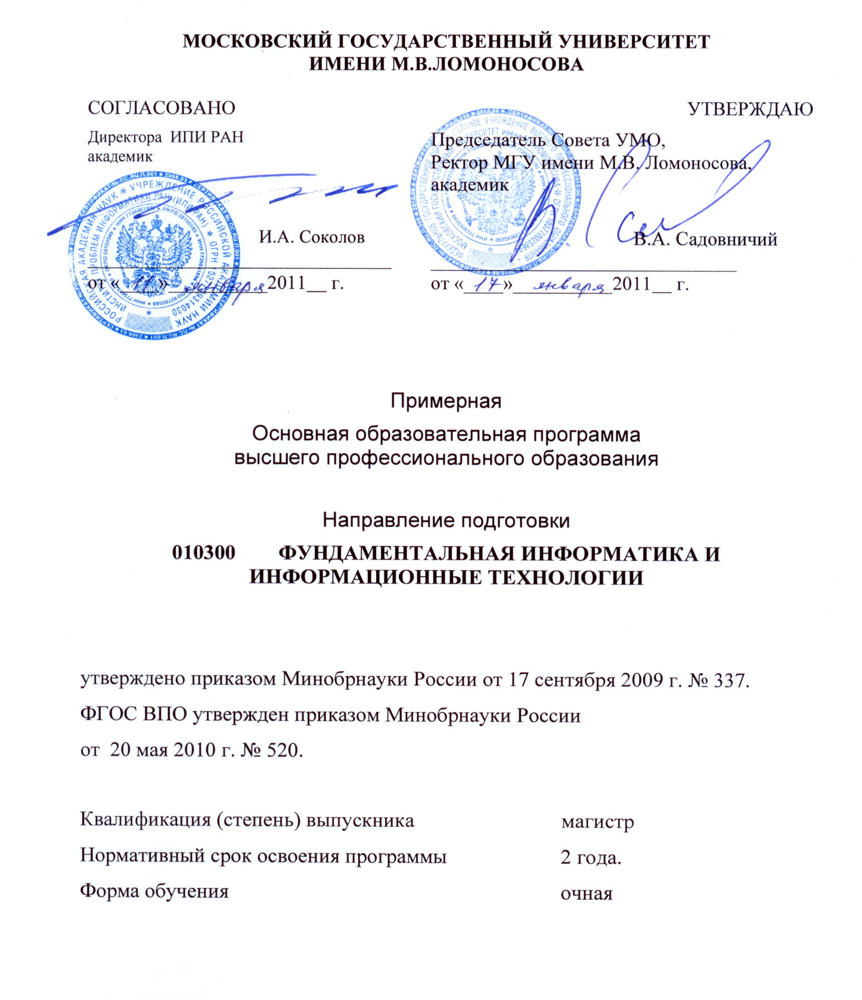 МОСКОВСКИЙ ГОСУДАРСТВЕННЫЙ УНИВЕРСИТЕТ
ИМЕНИ М.В.ЛОМОНОСОВА
СОГЛАСОВАНО
Директора ИПИ РАН
академик
И.А. Соколов
от «11» января 2011__ г.
УТВЕРЖДАЮ
Председатель Совета УМО,
Ректор МГУ имени М.В. Ломоносова,
академик
В.А. Садовничий
от «17» января 2011__ г.
Примерная
Основная образовательная программа
высшего профессионального образования
Направление подготовки
010300 ФУНДАМЕНТАЛЬНАЯ ИНФОРМАТИКА И
ИНФОРМАЦИОННЫЕ ТЕХНОЛОГИИ
утверждено приказом Минобрнауки России от 17 сентября 2009 г. № 337.
ФГОС ВПО утвержден приказом Минобрнауки России
от 20 мая 2010 г. № 520.
Квалификация (степень) выпускника магистр
Нормативный срок освоения программы 2 года.
Форма обучения очная